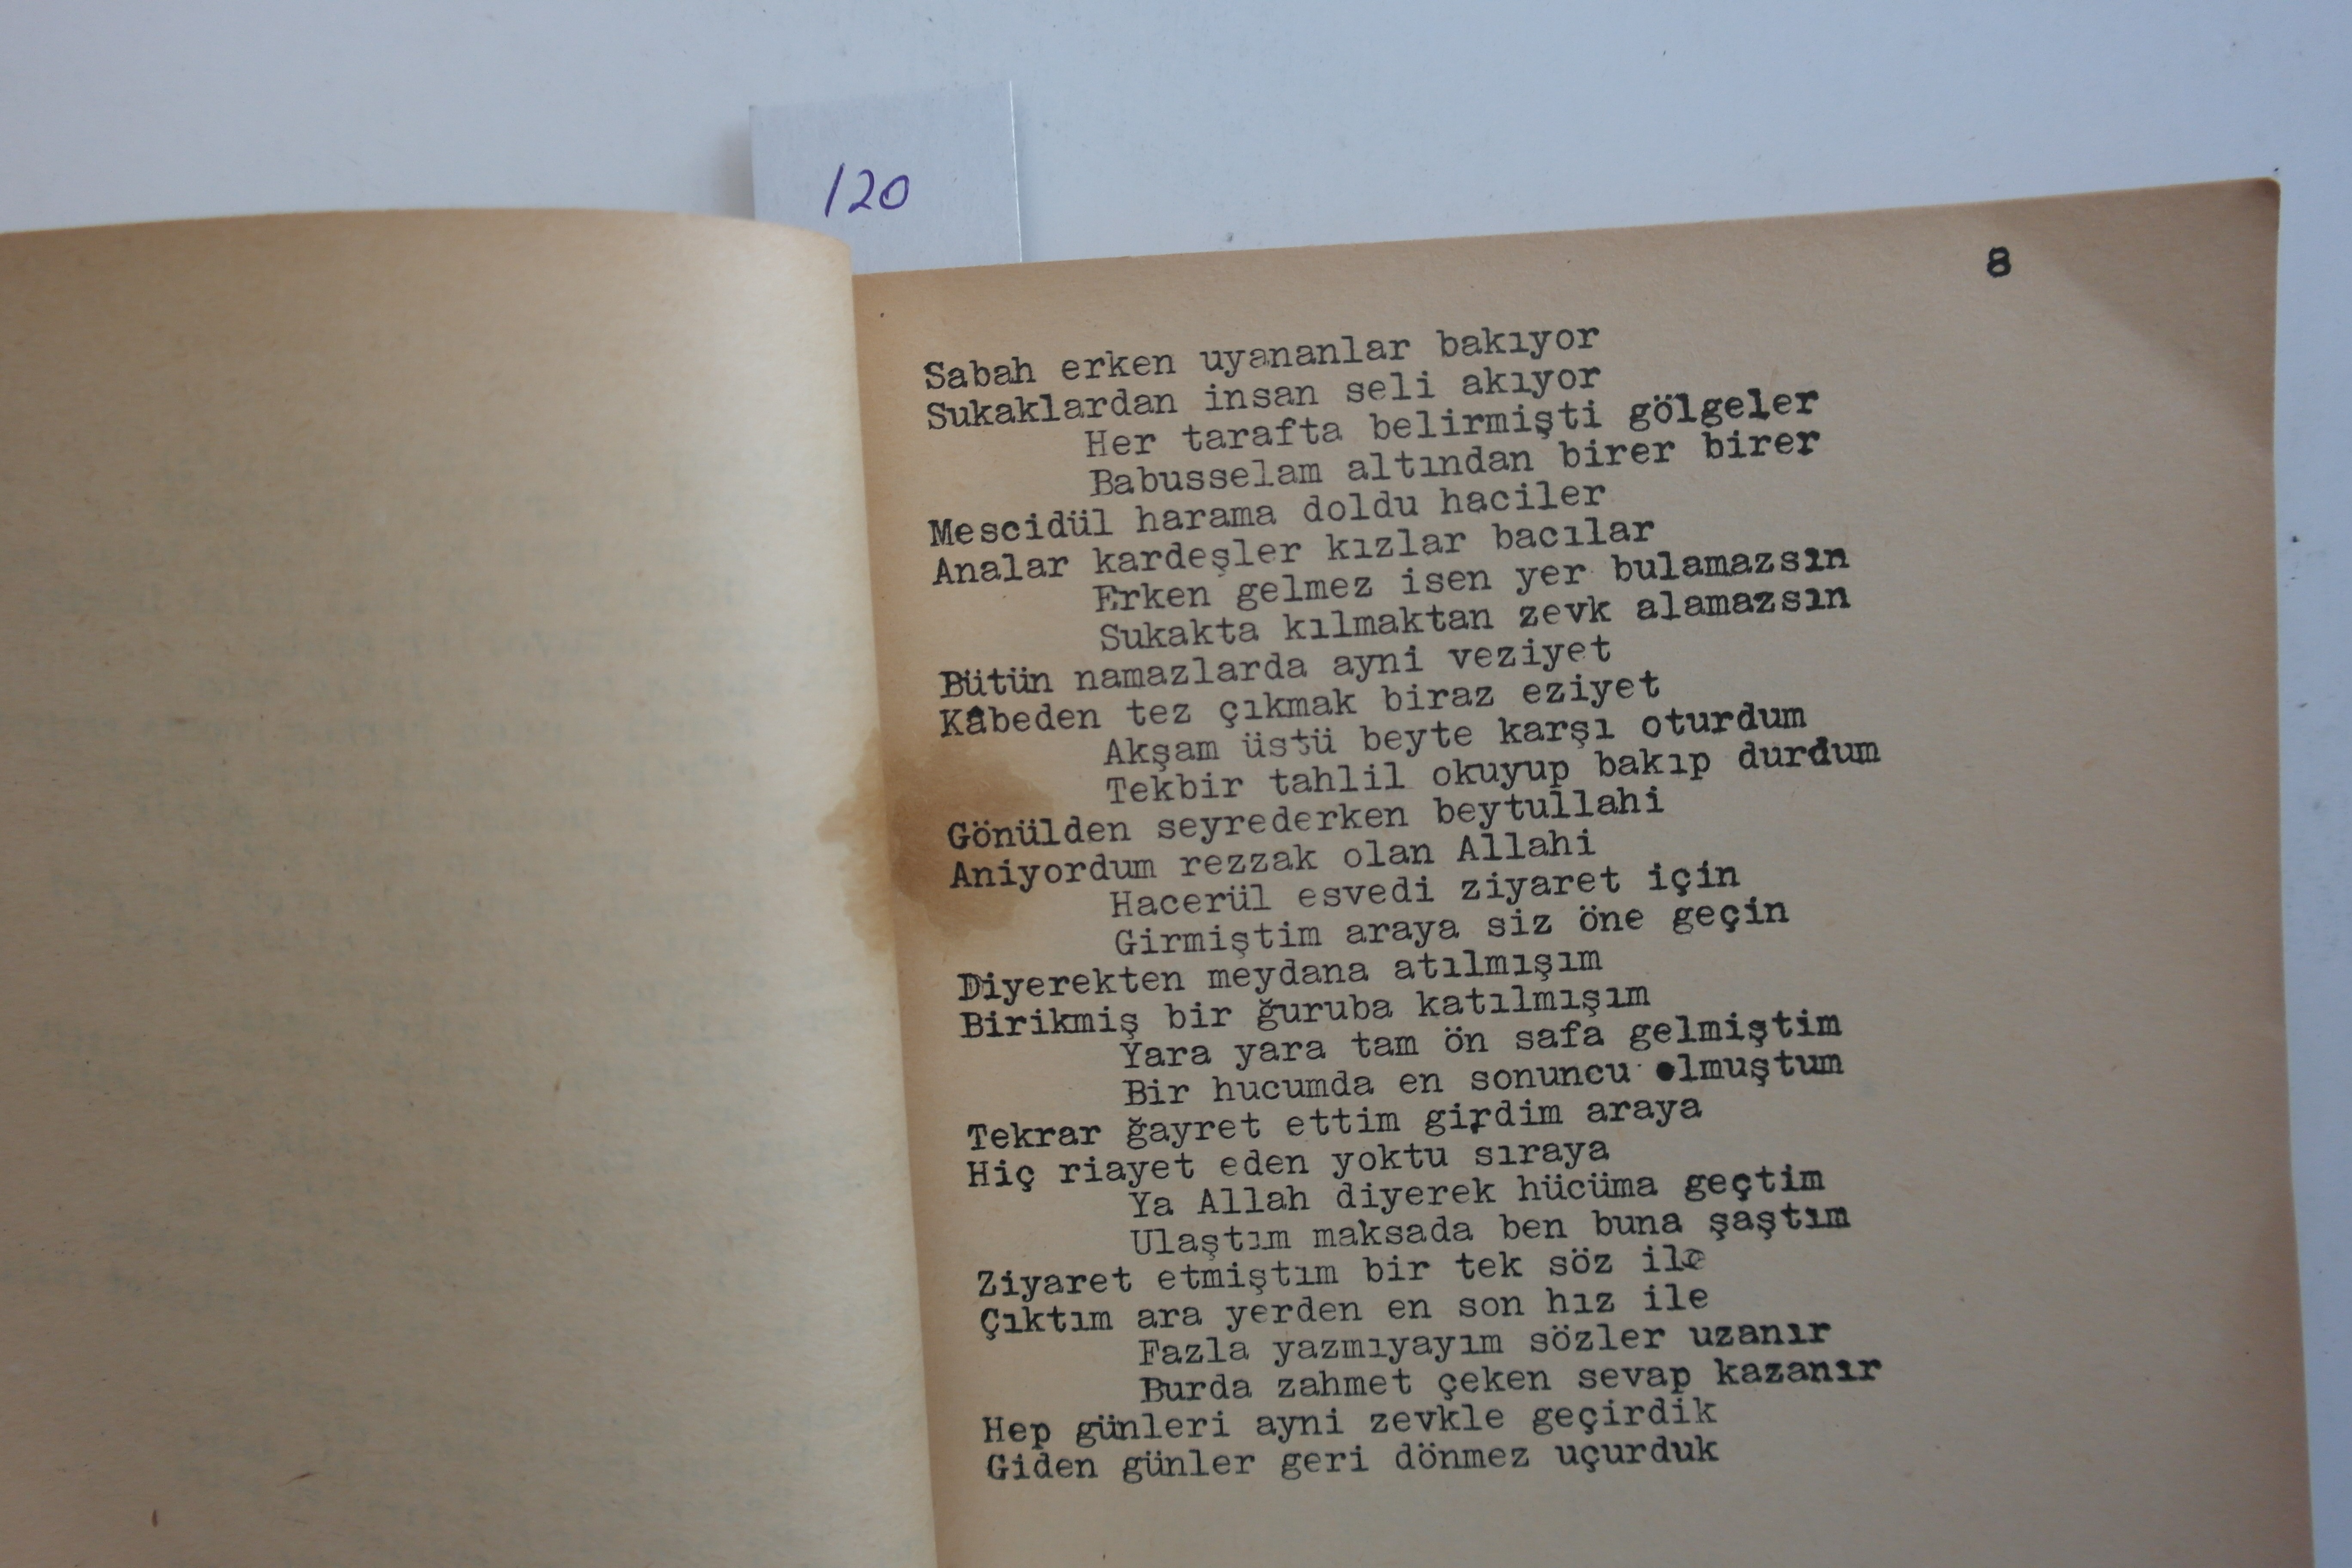 120
8
Sabah erken uyananlar bakıyor
Sukaklardan insan seli akıyor
Her tarafta belirmişti gölgeler
Babusselam altından birer birer
Mescidül harama doldu haciler
Analar kardeşler kızlar bacılar
Erken gelmez isen yer bulamazsın
Sukakta kılmaktan zevk alamazsın
Bütün namazlarda ayni veziyet
Kâbeden tez çıkmak biraz eziyet
Akşam üstü beyte karşı oturdum
Tekbir tahlil okuyup bakıp durdum
Gönülden seyrederken beytullahi
Aniyordum rezzak olan Allahi
Hacerül esvedi ziyaret için
Girmiştim araya siz öne geçin
Diyerekten meydana atılmışım
Birikmiş bir ğuruba katılmışım
Yara yara tam ön safa gelmiştim
Bir hucumda en sonuncu olmuştum
Tekrar ğayret ettim girdim araya
Hiç riayet eden yoktu sıraya
Ya Allah diyerek hücüma geçtim
Ulaştım maksada ben buna şaştım
Ziyaret etmiştım bir tek söz ile
Çıktım ara yerden en son hız ile
Fazla yazmıyayım sözler uzanır
Burda zahmet çeken sevap kazanır
Hep günleri ayni zevkle geçirdik
Giden günler geri dönmez uçurduk